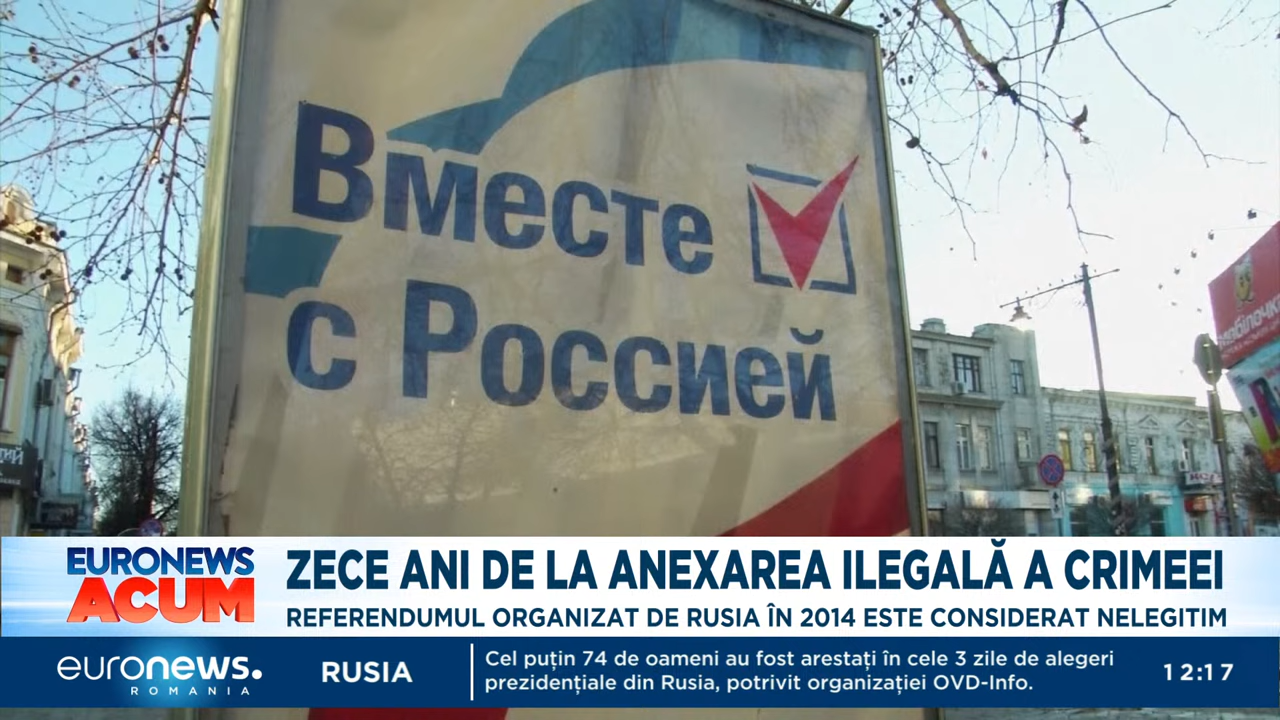 Вместе
с Россией
EURONEWS
ACUM
ZECE ANI DE LA ANEXAREA ILEGALĂ A CRIMEEI
REFERENDUMUL ORGANIZAT DE RUSIA ÎN 2014 ESTE CONSIDERAT NELEGITIM
euronews.
ROMANIA
RUSIA
Cel puțin 74 de oameni au fost arestați în cele 3 zile de alegeri
prezidențiale din Rusia, potrivit organizației OVD-Info.
12:17